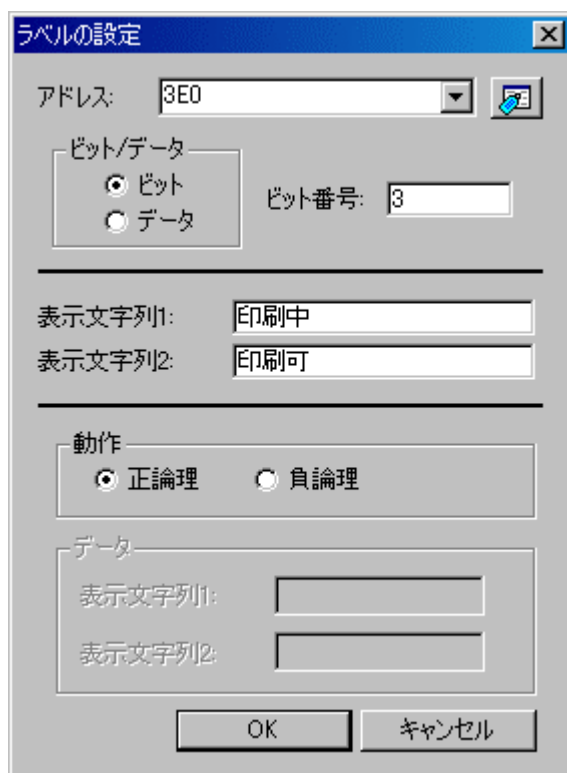 ラベルの設定
アドレス: 3E0
ビット/データ
ビット
データ
ビット番号: 3
表示文字列1: 印刷中
表示文字列2: 印刷可
動作
正論理 負論理
データ
表示文字列1:
表示文字列2:
OK キャンセル